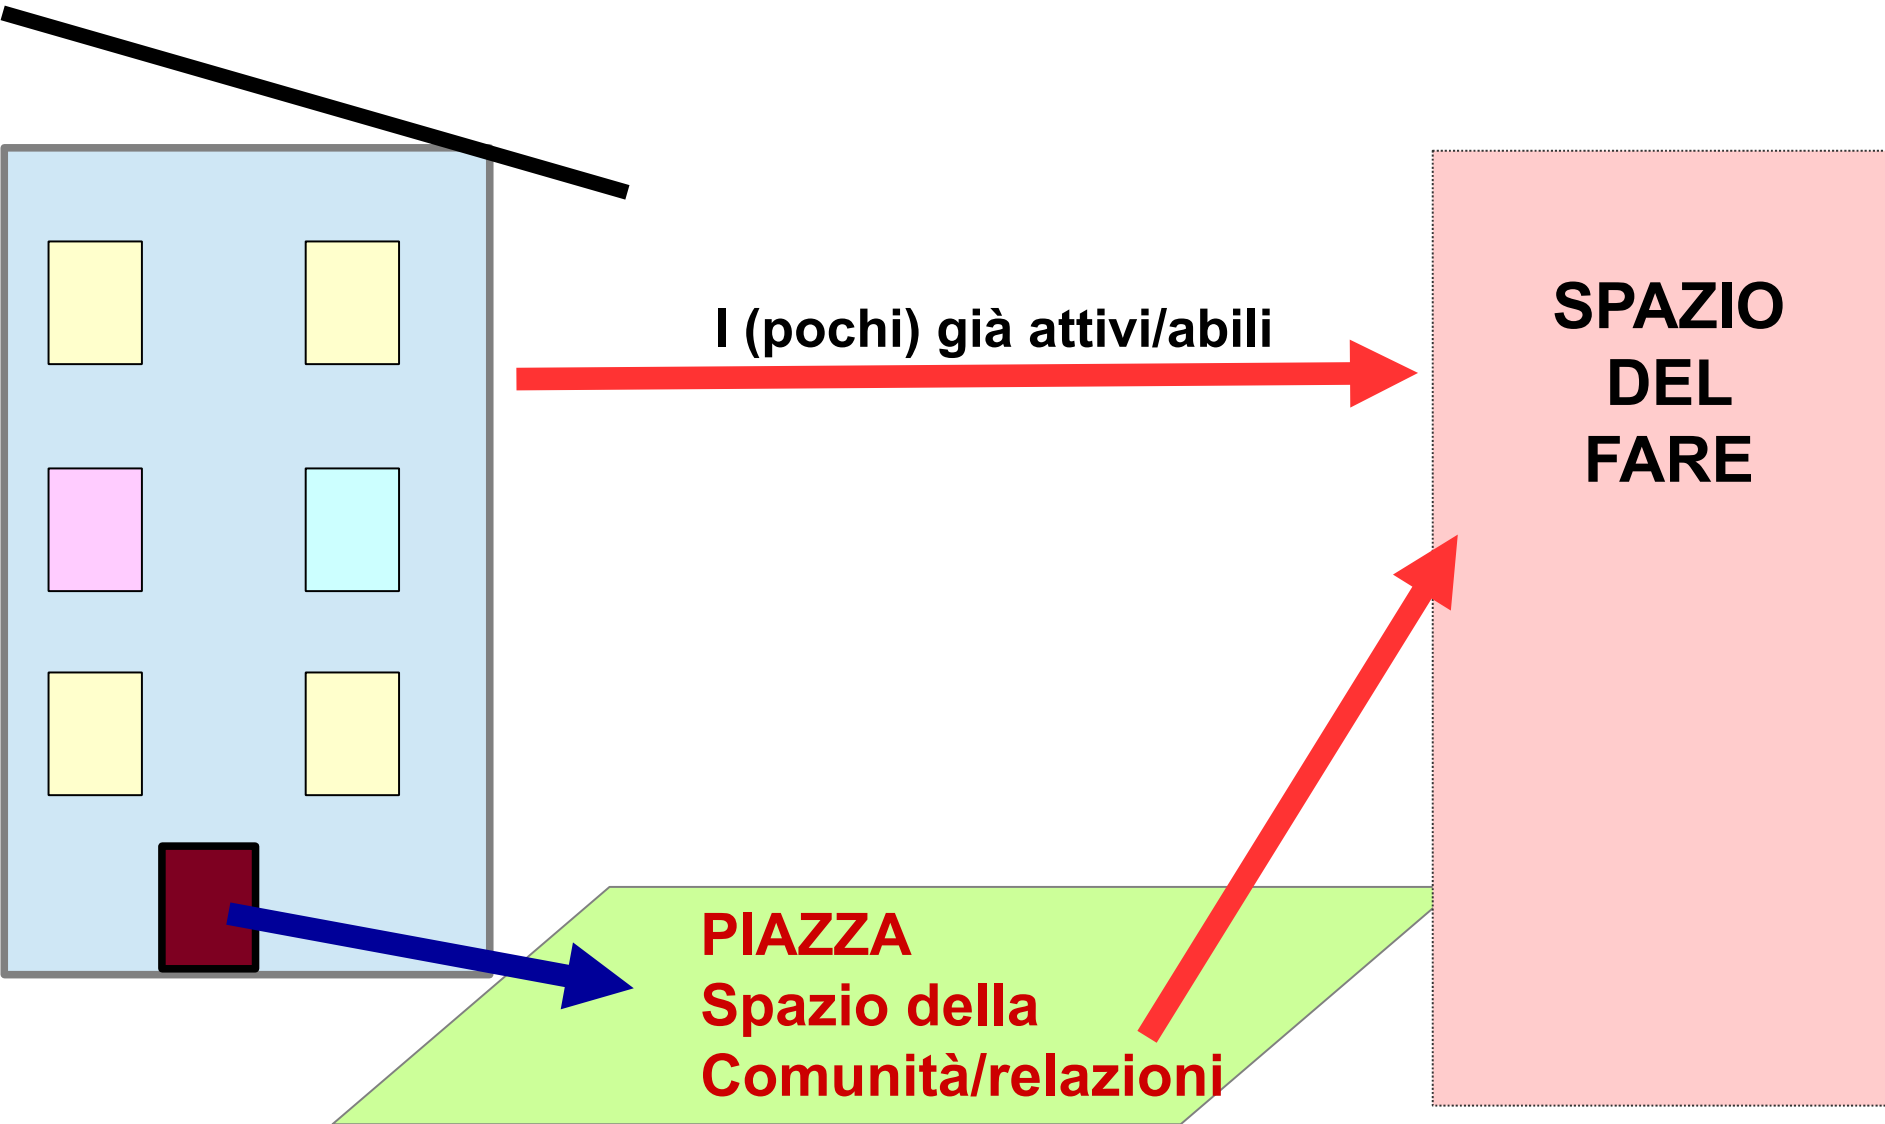 I (pochi) già attivi/abili
SPAZIO
DEL
FARE
PIAZZA
Spazio della
Comunità/relazioni